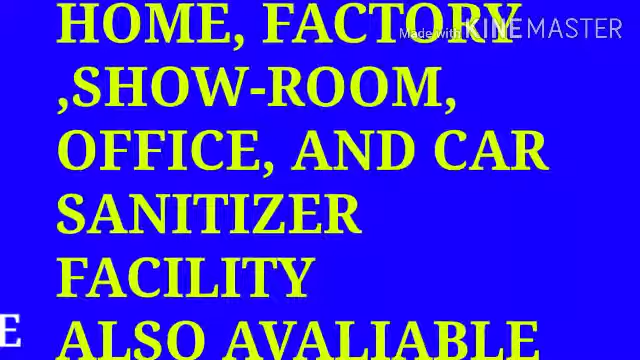 HOME, FACTORY
Made with KINEMASTER
,SHOW-ROOM,
OFFICE, AND CAR
SANITIZER
FACILITY
E
ALSO AVALIABLE